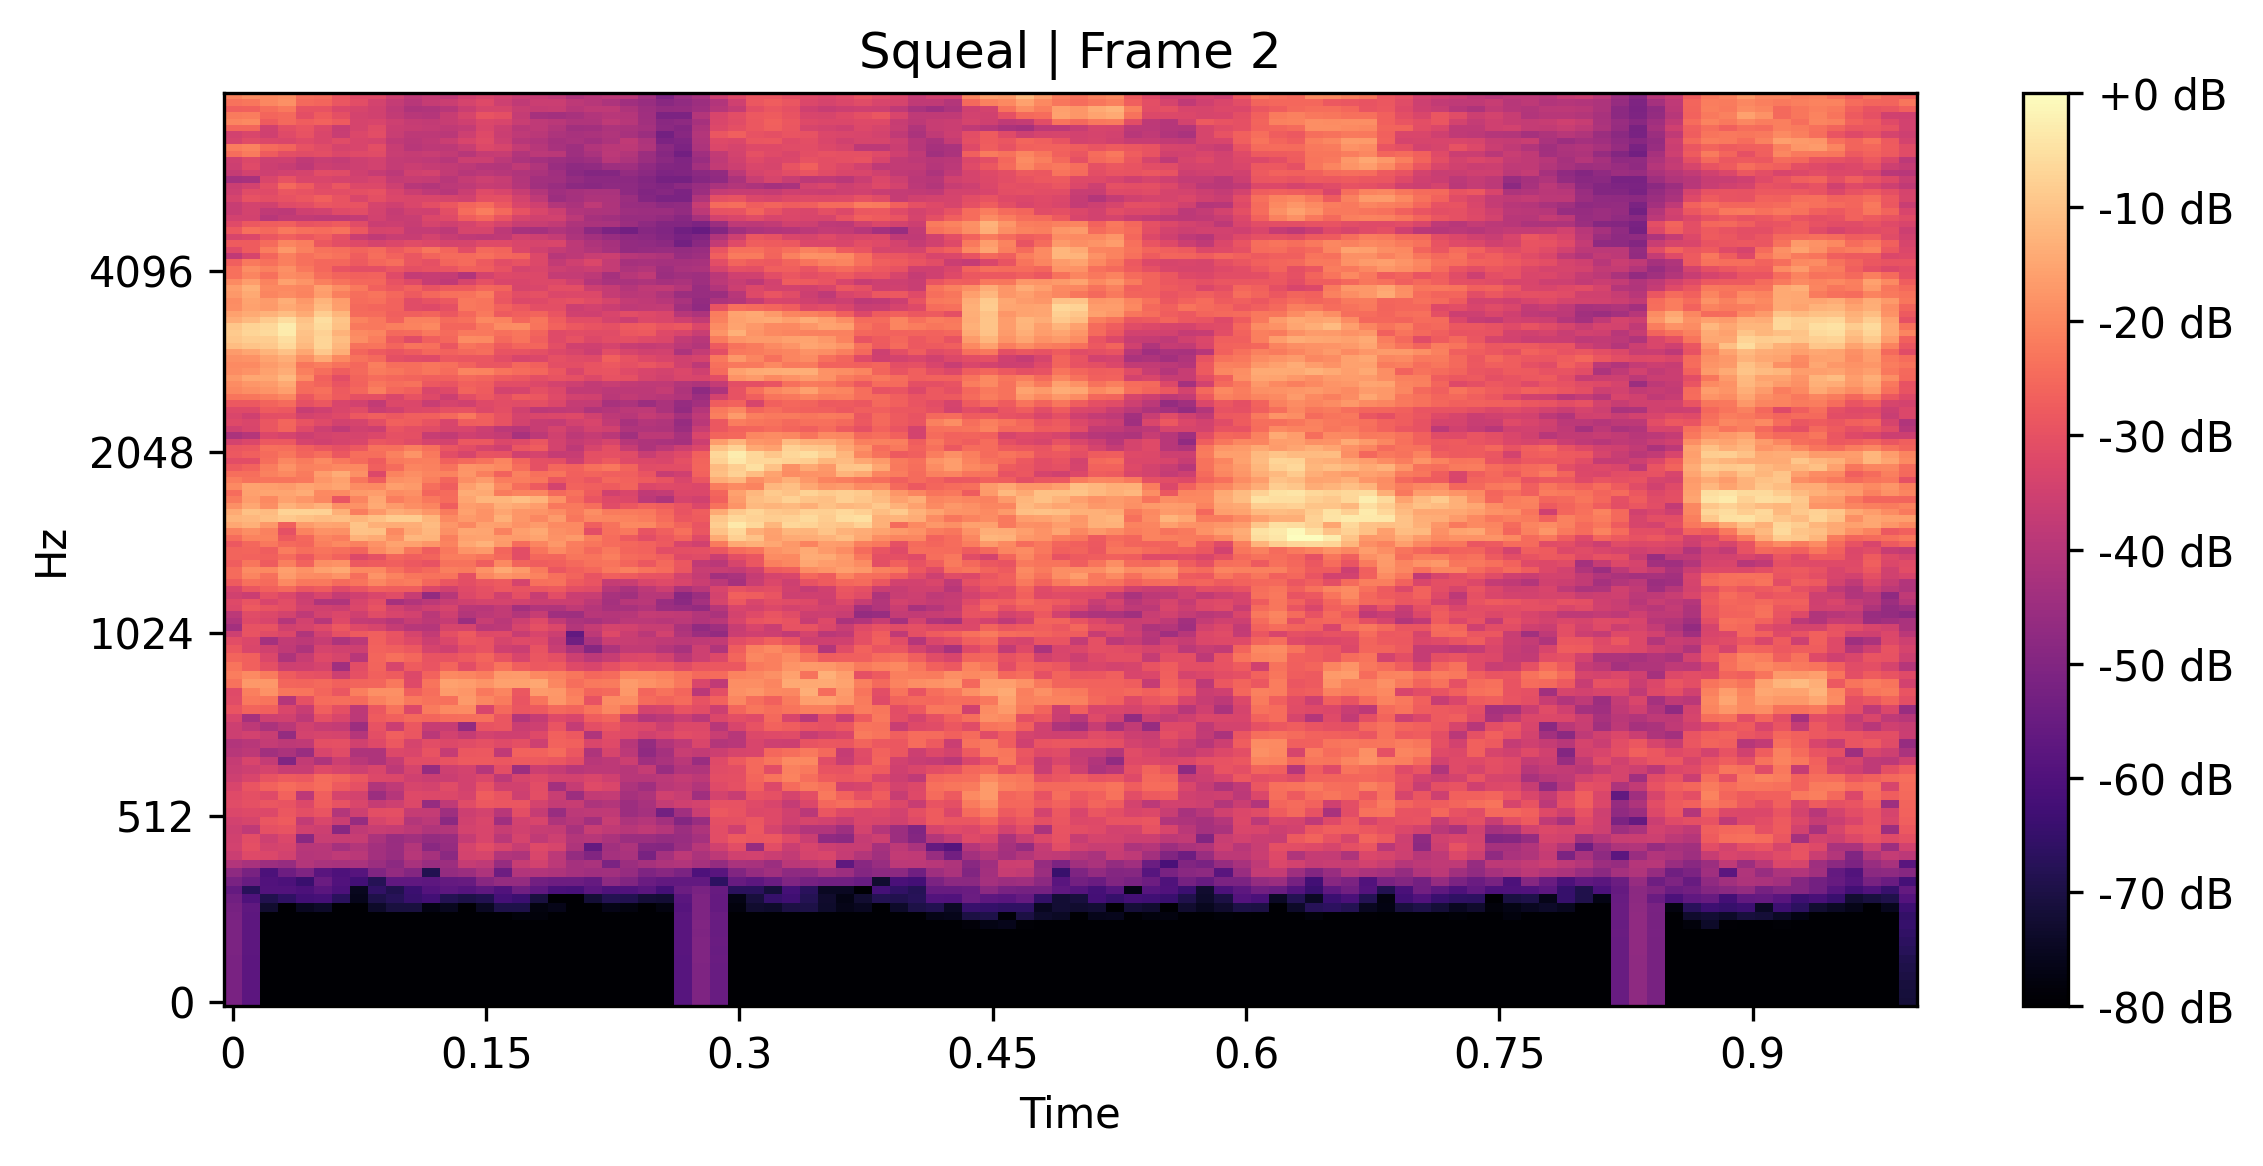 Squeal | Frame 2
Hz
4096
2048
1024
512
0
0 0.15 0.3 0.45 0.6 0.75 0.9
Time
+0 dB
-10 dB
-20 dB
-30 dB
-40 dB
-50 dB
-60 dB
-70 dB
-80 dB